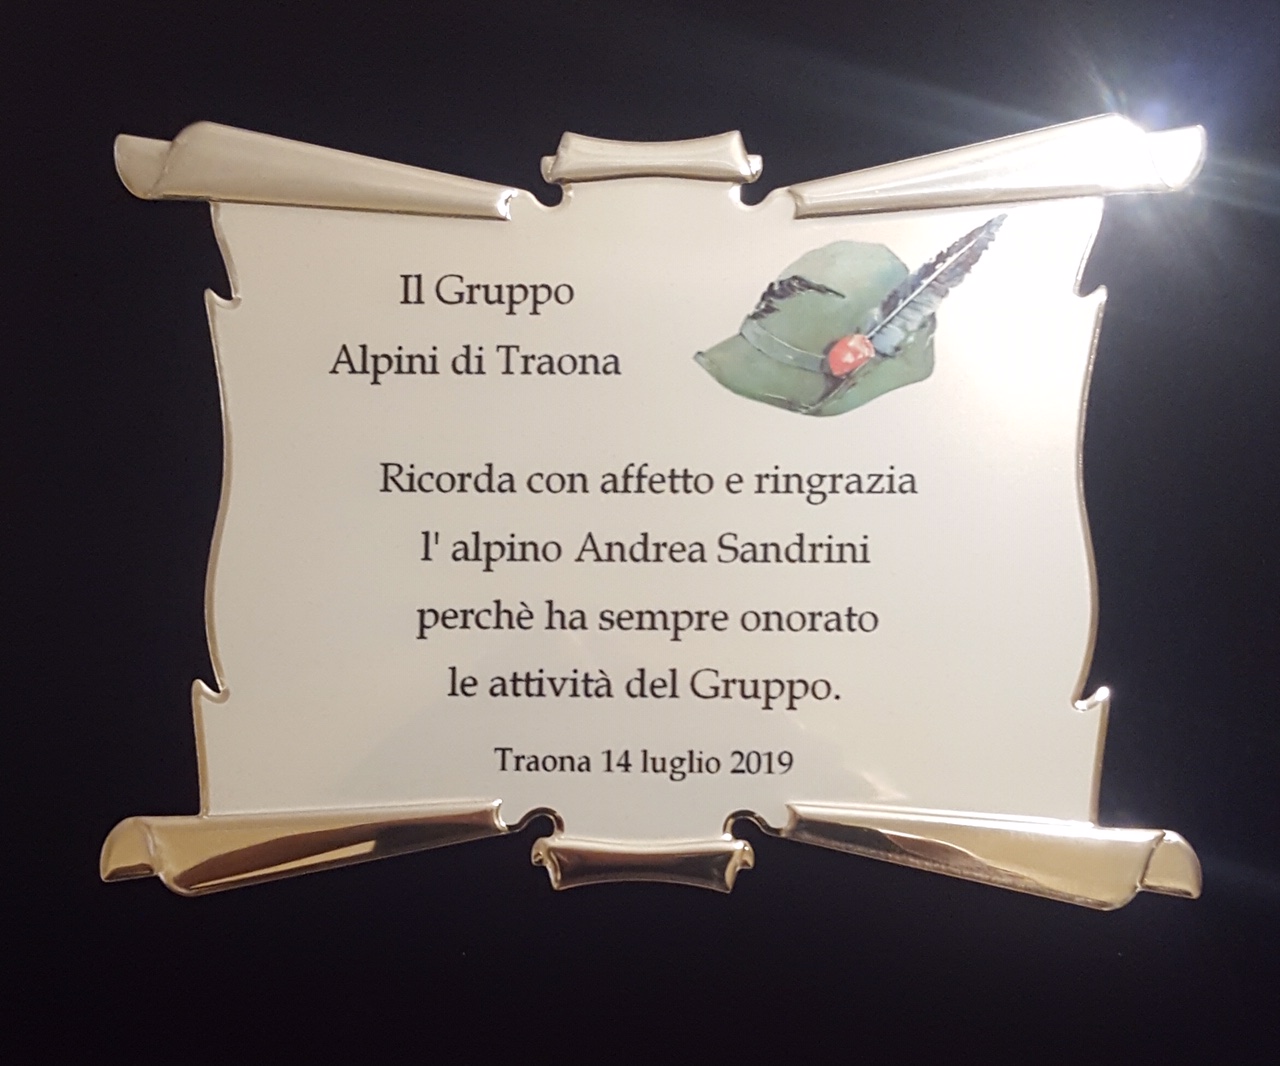 Il Gruppo
Alpini di Traona
Ricorda con affetto e ringrazia
l' alpino Andrea Sandrini
perchè ha sempre onorato
le attività del Gruppo.
Traona 14 luglio 2019